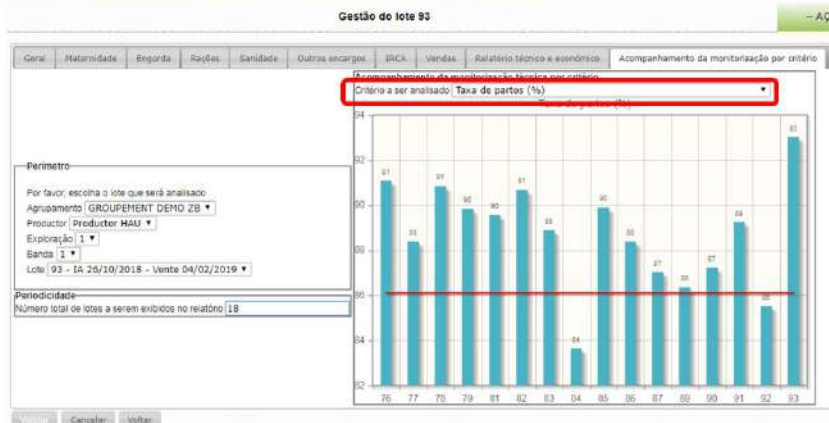 Gestão do lote 93
-- AÇ
Geral Maternidade Engorda Rações Sanidade Outros encargos IRCA Vendas Relatório técnico e económico Acompanhamento da monitorisação por critério
Acompanhamento da monitorização técnica por critério
Critério a ser analisado Taxa de partos (%)
Taxa de partos (%)
Perímetro
Por favor, escolha o lote que será analisado
Agrupamento GROUPEMENT DEMO ZB
Productor Productor HAU
Exploração 1
Banda 1
Lote 93 - IA 26/10/2018 - Vente 04/02/2019
Periodicidade
Número total de lotes a serem exibidos no relatório 18
94
92
90
88
86
84
82
91 88 91 90 90 91 89 84 90 88 87 86 87 89 93
76 77 78 79 81 82 83 84 85 86 87 89 90 91 92 93
Cancelar Voltar